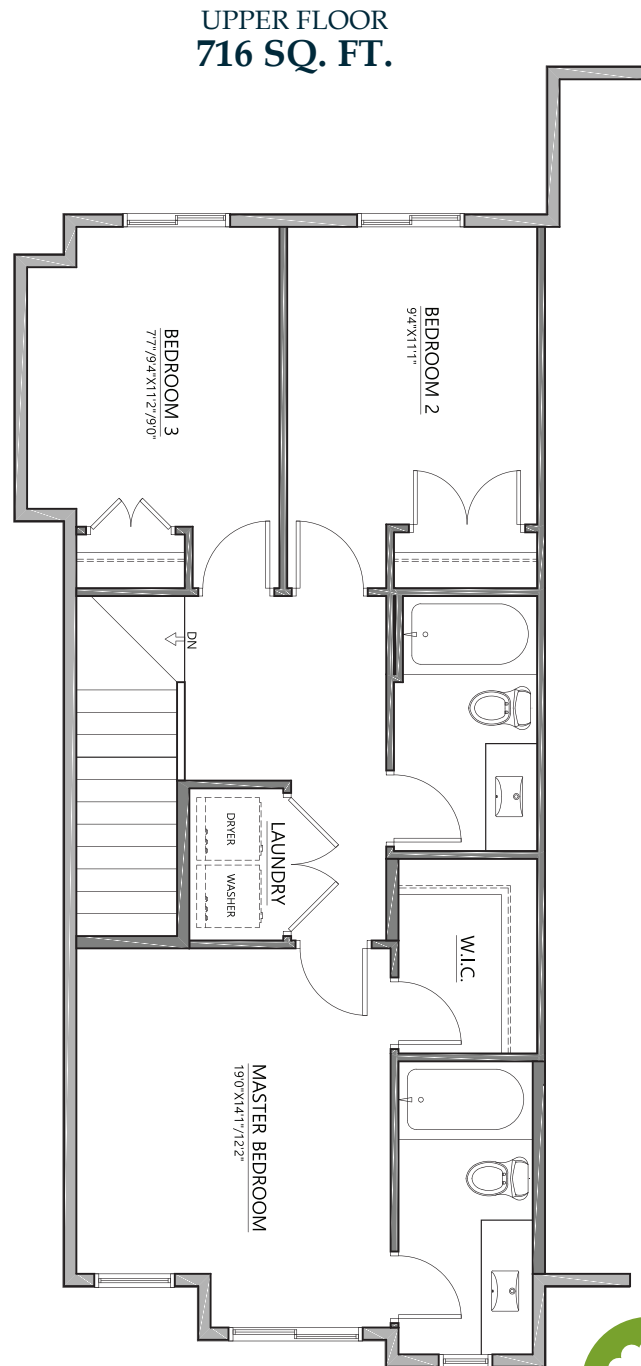 UPPER FLOOR
716 SQ. FT.
BEDROOM 3
7'7"/9'4"X11'2"/9'0"
BEDROOM 2
9'4"X11'1"
DN
DRYER
WASHER
LAUNDRY
W.I.C.
MASTER BEDROOM
19'0"X14'1"/12'2"